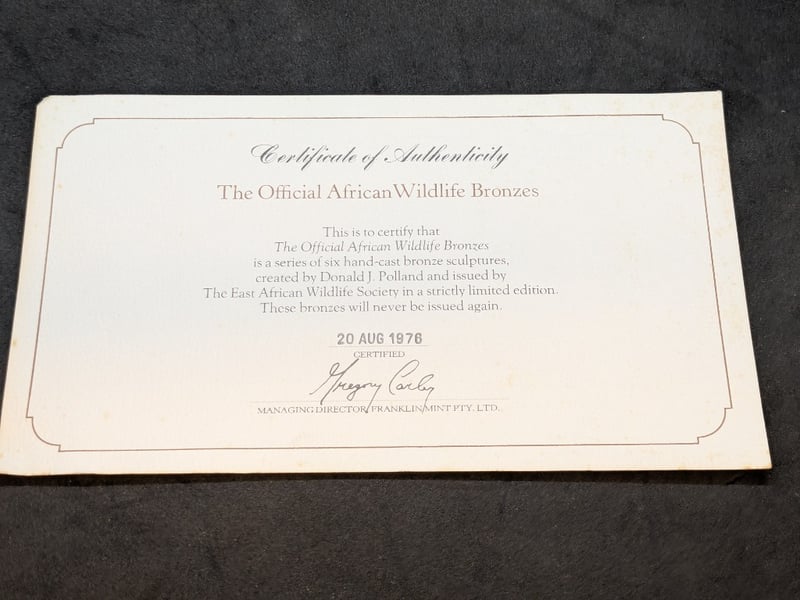 Certificate of Authenticity
The Official African Wildlife Bronzes
This is to certify that
The Official African Wildlife Bronzes
is a series of six hand-cast bronze sculptures,
created by Donald J. Polland and issued by
The East African Wildlife Society in a strictly limited edition.
These bronzes will never be issued again.
20 AUG 1976
CERTIFIED
Gregory
MANAGING DIRECTOR, FRANKLIN MINT PTY. LTD.